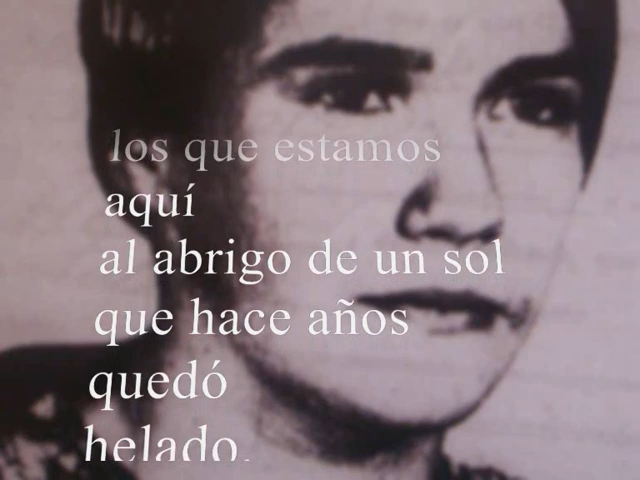 los que estamos
aquí
al abrigo de un sol
que hace años
quedó
helado.